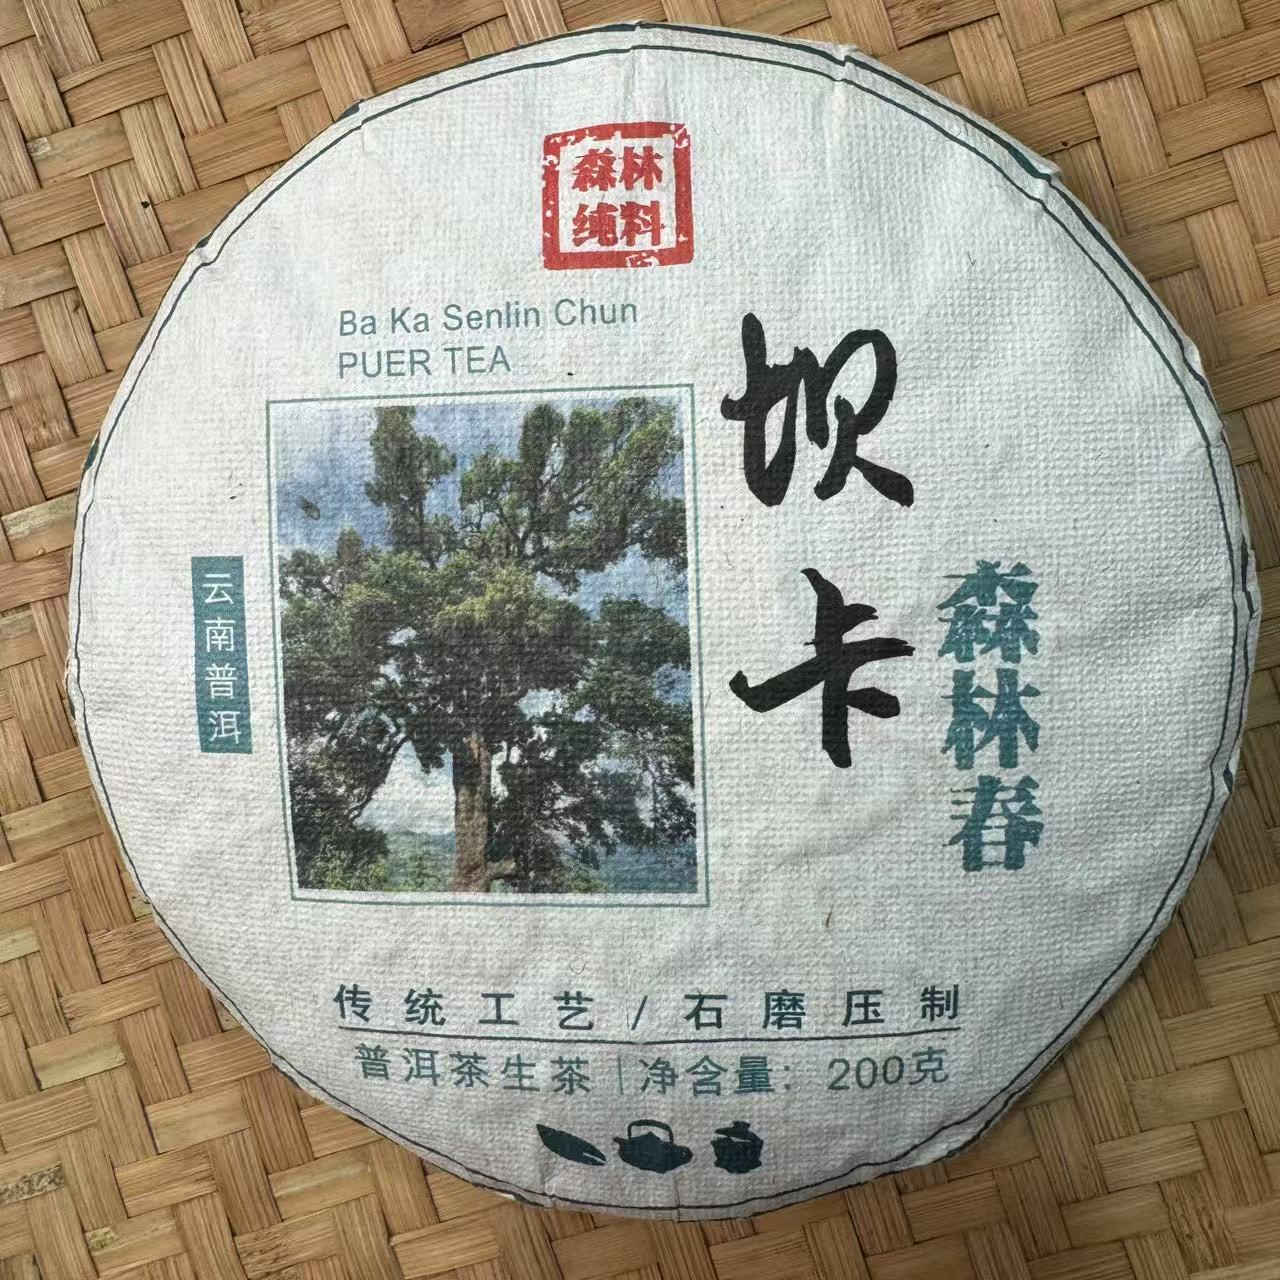 森林
纯料
Ba Ka Senlin Chun
PUER TEA
坝卡
森林春
云南普洱
传统工艺/石磨压制
普洱茶生茶|净含量：200克